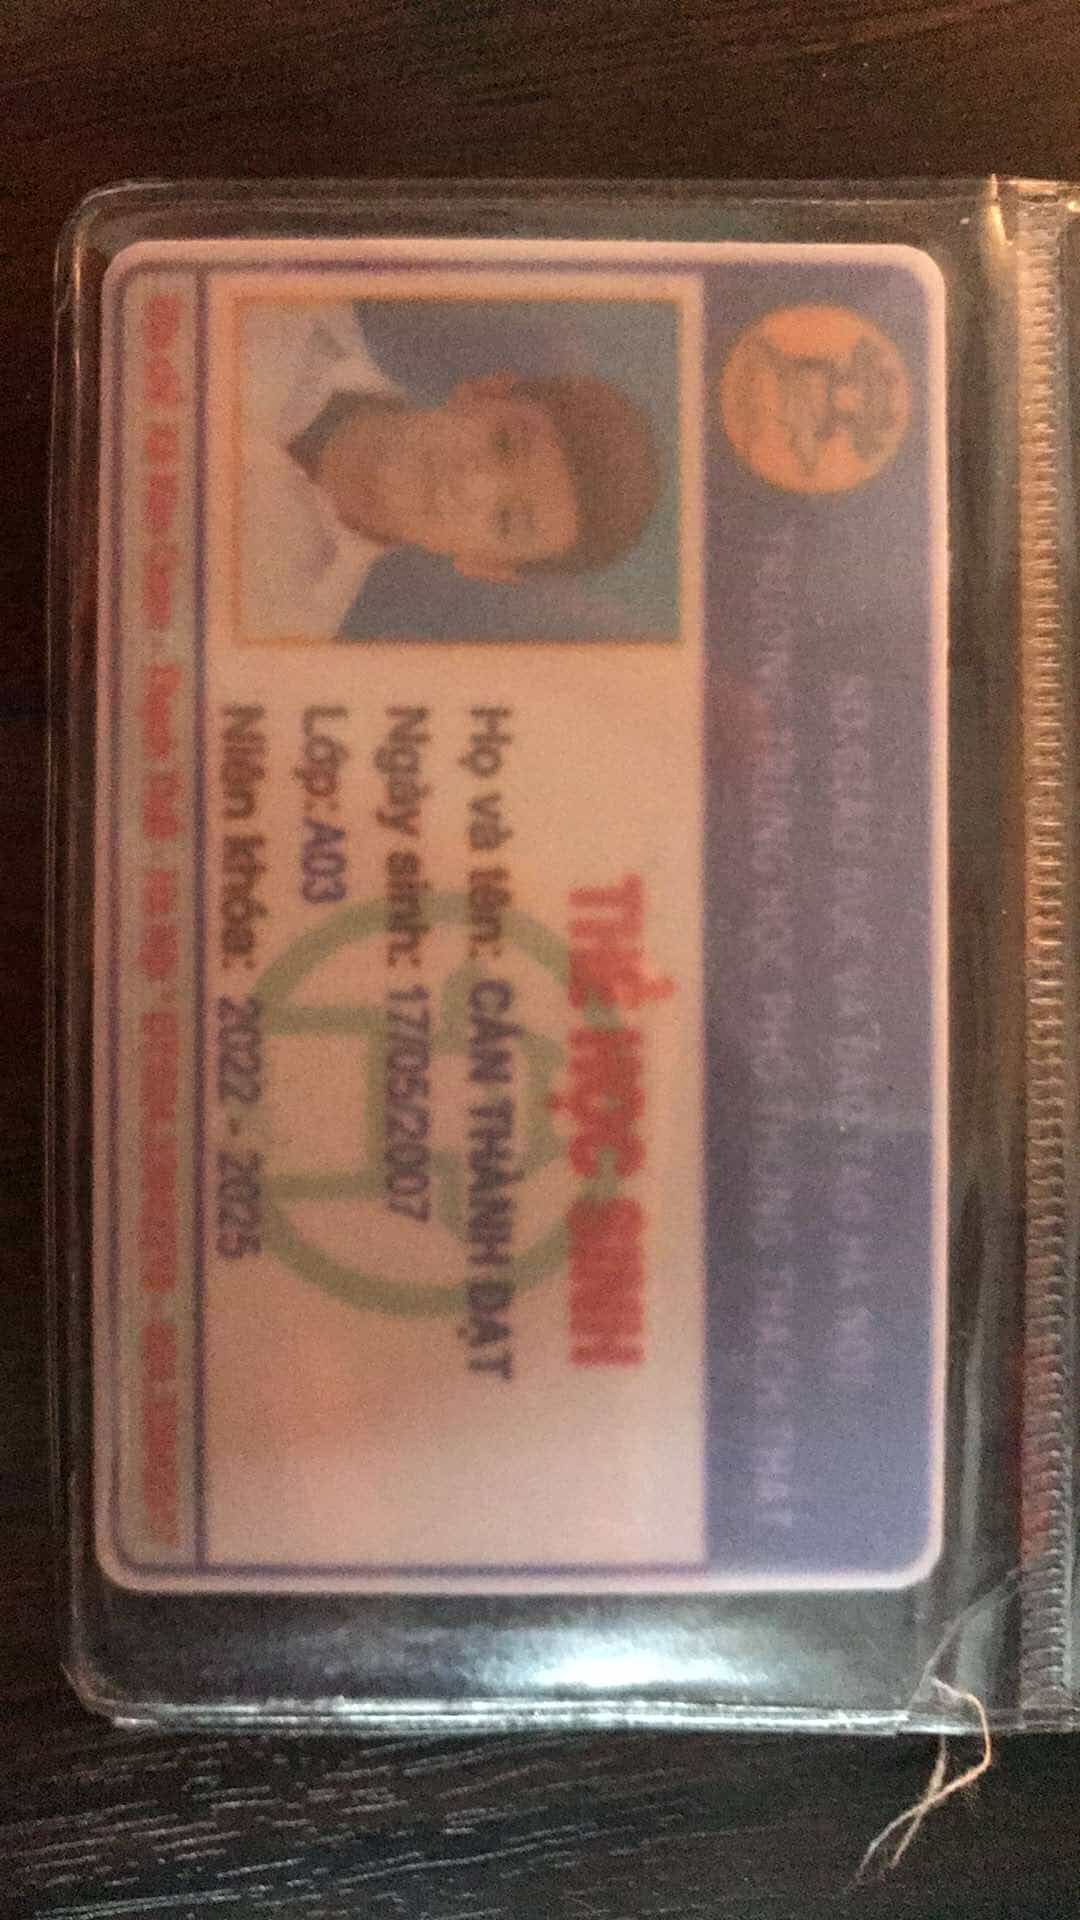 SỞ GIÁO DỤC VÀ ĐÀO TẠO HÀ NỘI
TRƯỜNG TRUNG HỌC PHỔ THÔNG THẠCH THẤT
THẺ HỌC SINH
Họ và tên: CẤN THÀNH ĐẠT
Ngày sinh: 17/05/2007
Lớp: A03
Niên khóa: 2022 - 2025